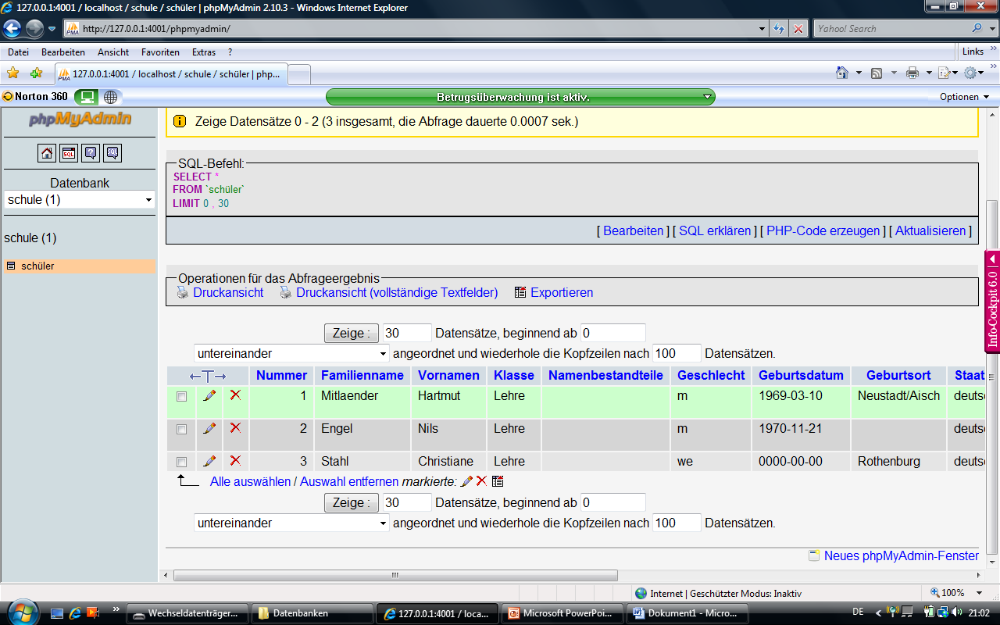 127.0.0.1:4001 / localhost / schule / schüler | phpMyAdmin 2.10.3 - Windows Internet Explorer
http://127.0.0.1:4001/phpmyadmin/
Yahoo! Search
Datei Bearbeiten Ansicht Favoriten Extras ?
Links
PMA 127.0.0.1:4001 / localhost / schule / schüler | php...
Norton 360
Betrugsüberwachung ist aktiv.
Optionen
phpMyAdmin
SQL
Datenbank
schule (1)
schule (1)
schüler
Zeige Datensätze 0 - 2 (3 insgesamt, die Abfrage dauerte 0.0007 sek.)
SQL-Befehl:
SELECT *
FROM `schüler`
LIMIT 0 , 30
[ Bearbeiten ] [ SQL erklären ] [ PHP-Code erzeugen ] [ Aktualisieren ]
Operationen für das Abfrageergebnis
Druckansicht Druckansicht (vollständige Textfelder) Exportieren
Zeige : 30 Datensätze, beginnend ab 0
untereinander angeordnet und wiederhole die Kopfzeilen nach 100 Datensätzen.
←T→ Nummer Familienname Vornamen Klasse Namenbestandteile Geschlecht Geburtsdatum Geburtsort Staat
1 Mitlaender Hartmut Lehre m 1969-03-10 Neustadt/Aisch deuts
2 Engel Nils Lehre m 1970-11-21 deuts
3 Stahl Christiane Lehre we 0000-00-00 Rothenburg deuts
Alle auswählen / Auswahl entfernen markierte:
Zeige : 30 Datensätze, beginnend ab 0
untereinander angeordnet und wiederhole die Kopfzeilen nach 100 Datensätzen.
Neues phpMyAdmin-Fenster
Info-Cockpit 6.0 |
Internet | Geschützter Modus: Inaktiv
100%
Wechseldatenträger... Datenbanken 127.0.0.1:4001 / loca... Microsoft PowerPoi... Dokument1 - Micro... DE 21:02